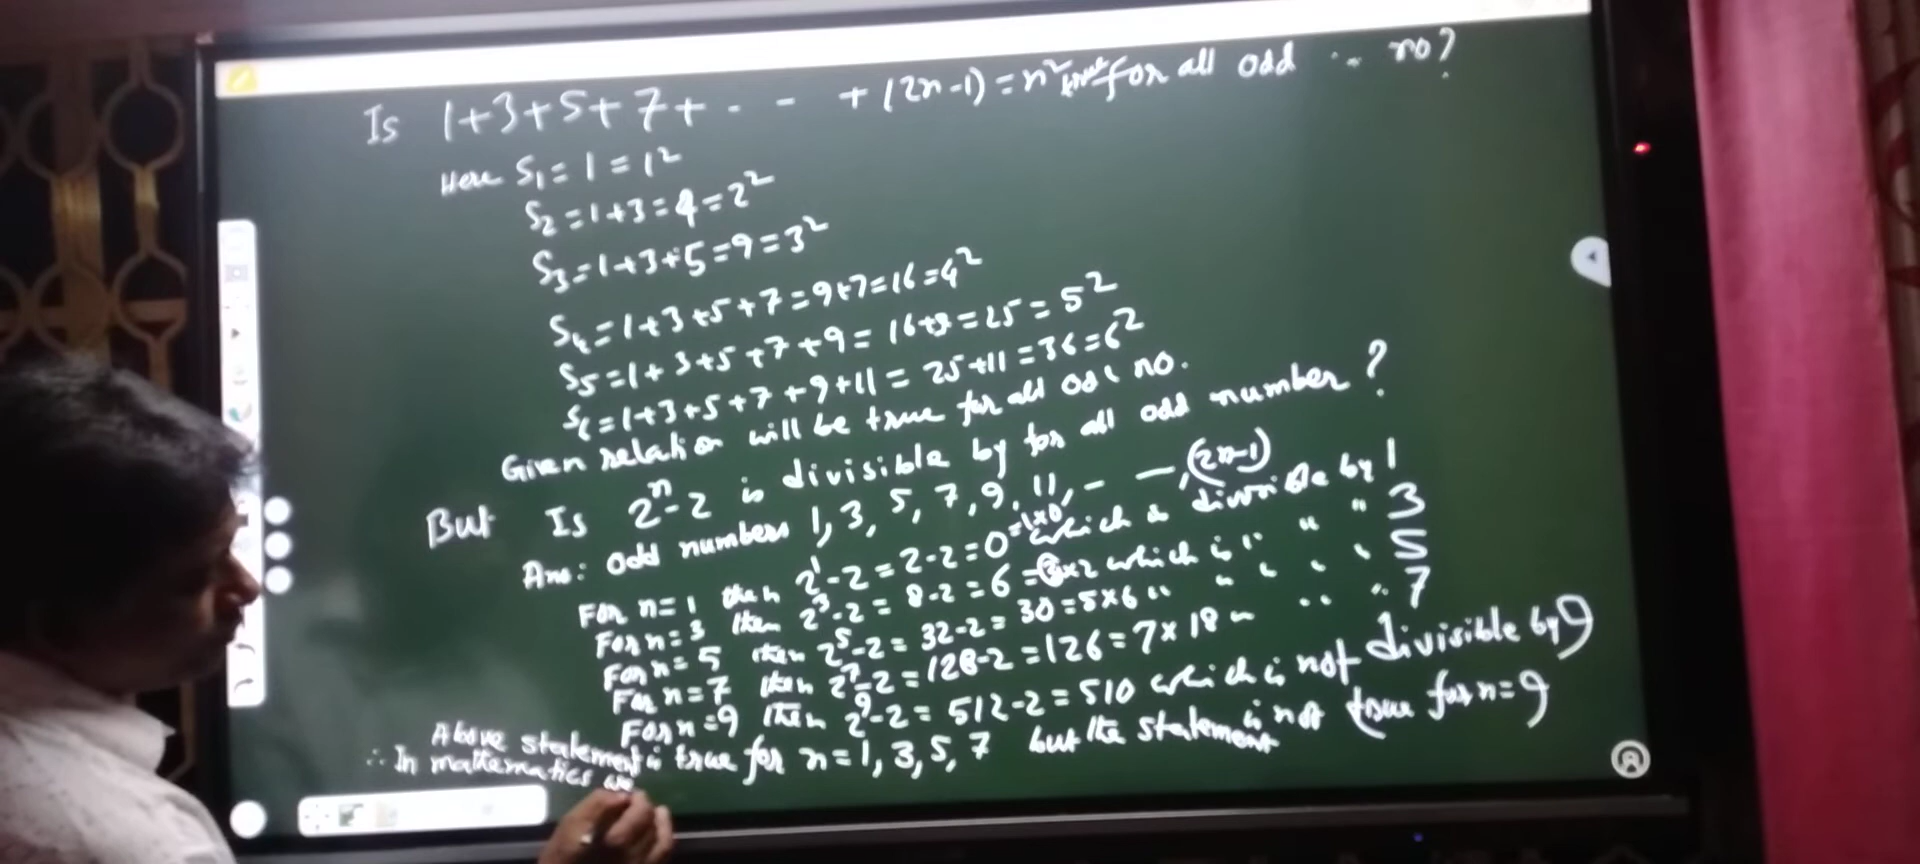 Is 1+3+5+7+ - - - +(2n-1)=n² true for all odd no?
Here S₁=1=1²
S₂=1+3=4=2²
S₃=1+3+5=9=3²
S₄=1+3+5+7=9+7=16=4²
S₅=1+3+5+7+9=16+9=25=5²
S₆=1+3+5+7+9+11=25+11=36=6²
Given relation will be true for all odd no.
But Is 2ⁿ-2 is divisible by for all odd number?
Ans: odd numbers 1, 3, 5, 7, 9, 11, - - , (2n-1)
For n=1 then 2¹-2=2-2=0=1×0 which is divisible by 1
For n=3 then 2³-2=8-2=6=3×2 which is " " " 3
For n=5 then 2⁵-2=32-2=30=5×6 " " " " 5
For n=7 then 2⁷-2=128-2=126=7×18 " " " 7
For n=9 then 2⁹-2=512-2=510 which is not divisible by 9
Above statement is true for n=1, 3, 5, 7 but the statement is not true for n=9
∴ In mathematics